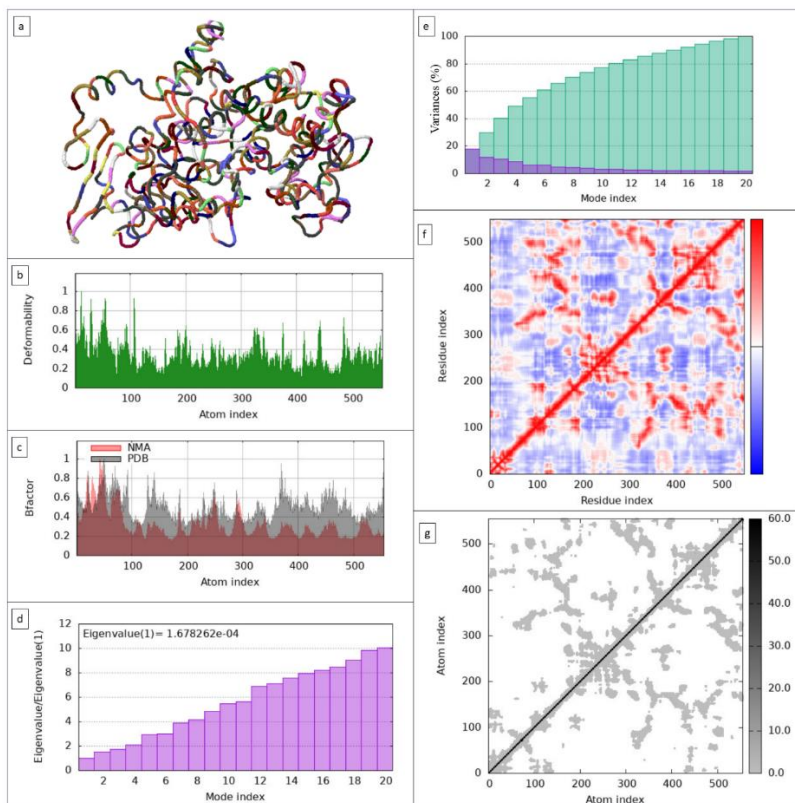 a
b
Deformability
1
0.8
0.6
0.4
0.2
0
100 200 300 400 500
Atom index
c
NMA
PDB
Bfactor
1
0.8
0.6
0.4
0.2
0
100 200 300 400 500
Atom index
d
Eigenvalue(1)= 1.678262e-04
Eigenvalue/Eigenvalue(1)
12
10
8
6
4
2
0
2 4 6 8 10 12 14 16 18 20
Mode index
e
Variances (%)
100
80
60
40
20
0
2 4 6 8 10 12 14 16 18 20
Mode index
f
Residue index
500
400
300
200
100
0
100 200 300 400 500
Residue index
g
Atom index
500
400
300
200
100
0
0 100 200 300 400 500
Atom index
60.0
50.0
40.0
30.0
20.0
10.0
0.0